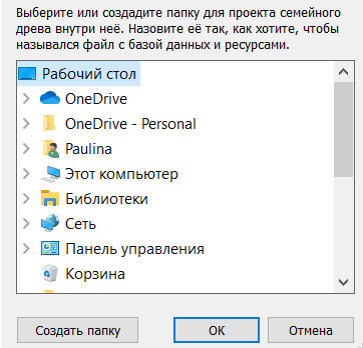 Выберите или создадите папку для проекта семейного
древа внутри неё. Назовите её так, как хотите, чтобы
назывался файл с базой данных и ресурсами.
Рабочий стол
OneDrive
OneDrive - Personal
Paulina
Этот компьютер
Библиотеки
Сеть
Панель управления
Корзина
Создать папку
OK
Отмена